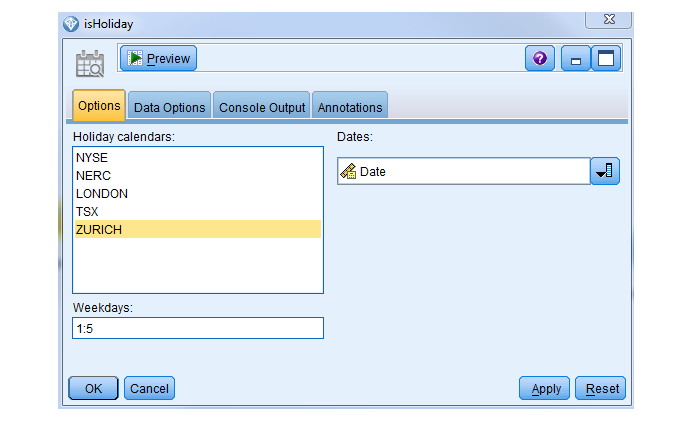 isHoliday
Preview
?
Options
Data Options
Console Output
Annotations
Holiday calendars:
NYSE
NERC
LONDON
TSX
ZURICH
Dates:
Date
Weekdays:
1:5
OK
Cancel
Apply
Reset